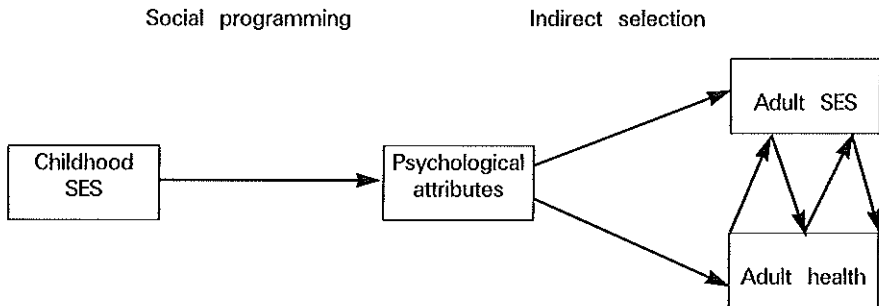 Social programming
Indirect selection
Adult SES
Childhood
SES
Psychological
attributes
Adult health